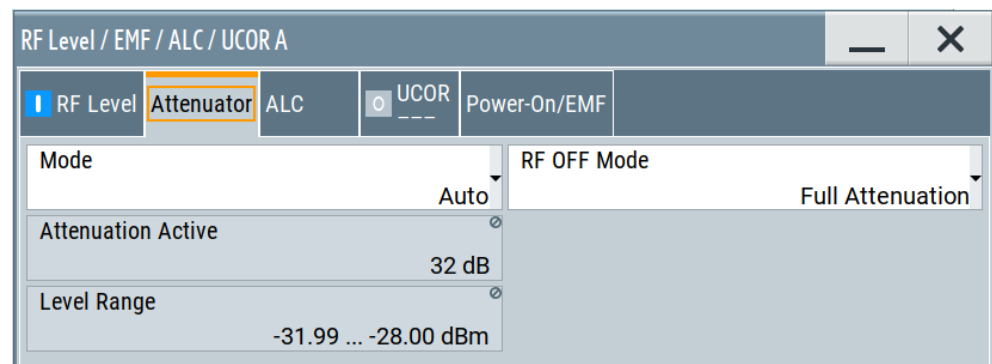 RF Level / EMF / ALC / UCOR A
RF Level Attenuator ALC UCOR --- Power-On/EMF
Mode
Auto
RF OFF Mode
Full Attenuation
Attenuation Active
32 dB
Level Range
-31.99 ... -28.00 dBm